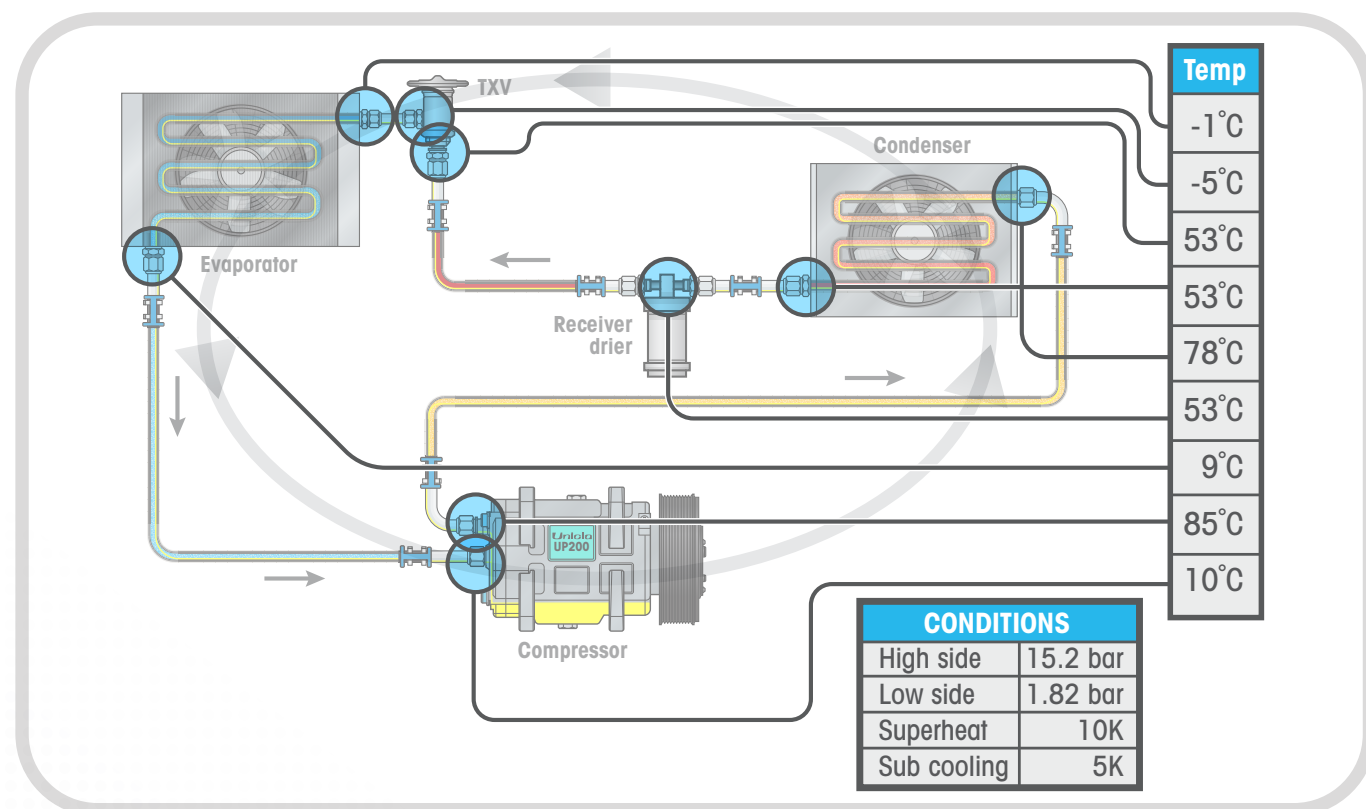 Temp
-1°C
-5°C
53°C
53°C
78°C
53°C
9°C
85°C
10°C
TXV
Condenser
Evaporator
Receiver
drier
Unicla
UP200
Compressor
CONDITIONS
High side 15.2 bar
Low side 1.82 bar
Superheat 10K
Sub cooling 5K